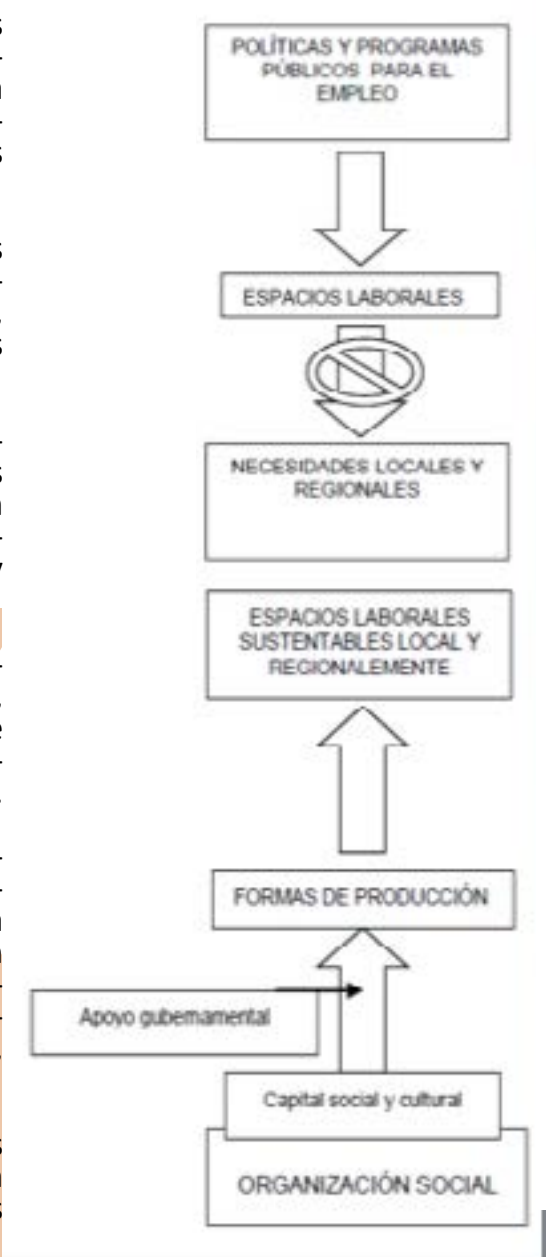 POLÍTICAS Y PROGRAMAS
PÚBLICOS PARA EL
EMPLEO
ESPACIOS LABORALES
NECESIDADES LOCALES Y
REGIONALES
ESPACIOS LABORALES
SUSTENTABLES LOCAL Y
REGIONALEMENTE
FORMAS DE PRODUCCIÓN
Apoyo gubernamental
Capital social y cultural
ORGANIZACIÓN SOCIAL